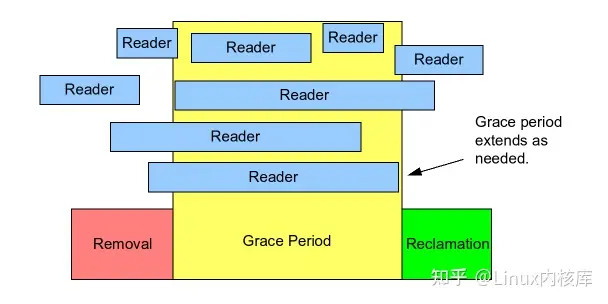 Reader
Reader
Reader
Reader
Reader
Reader
Reader
Reader
Grace period
extends as
needed.
Removal
Grace Period
Reclamation
知乎 @Linux内核库